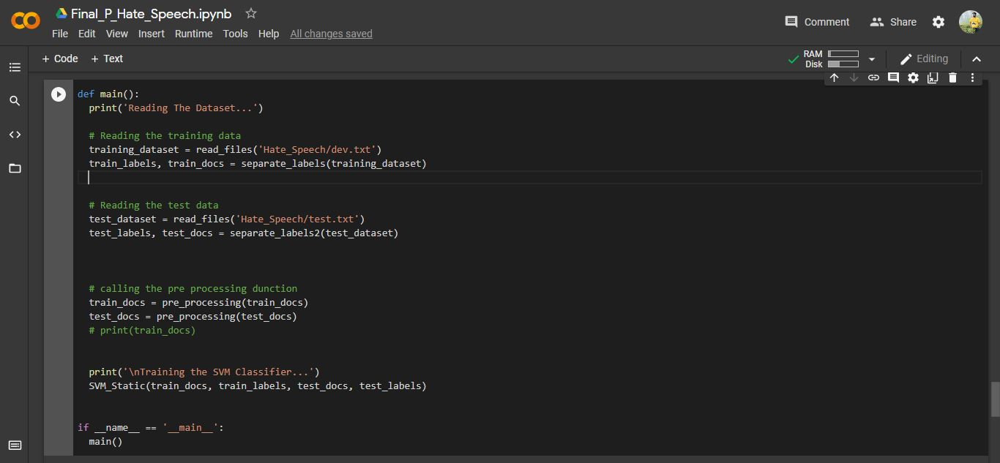 Final_P_Hate_Speech.ipynb
File Edit View Insert Runtime Tools Help All changes saved
Comment
Share
+ Code + Text
RAM
Disk
Editing
def main():
  print('Reading The Dataset...')
  # Reading the training data
  training_dataset = read_files('Hate_Speech/dev.txt')
  train_labels, train_docs = separate_labels(training_dataset)
  # Reading the test data
  test_dataset = read_files('Hate_Speech/test.txt')
  test_labels, test_docs = separate_labels2(test_dataset)
  # calling the pre processing dunction
  train_docs = pre_processing(train_docs)
  test_docs = pre_processing(test_docs)
  # print(train_docs)
  print('\nTraining the SVM Classifier...')
  SVM_Static(train_docs, train_labels, test_docs, test_labels)
if __name__ == '__main__':
  main()